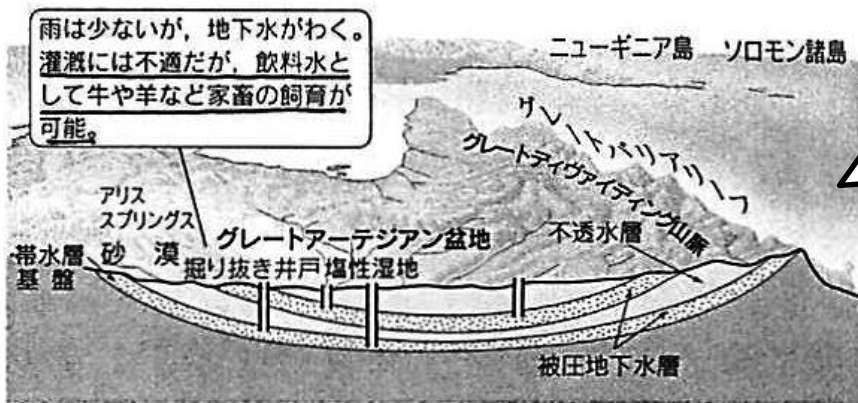 雨は少ないが，地下水がわく。
灌漑には不適だが，飲料水と
して牛や羊など家畜の飼育が
可能。
ニューギニア島 ソロモン諸島
グレートバリアリーフ
グレートディヴァイディング山脈
アリス
スプリングス
砂漠
グレートアーテジアン盆地
不透水層
帯水層
基盤
掘り抜き井戸 塩性湿地
被圧地下水層